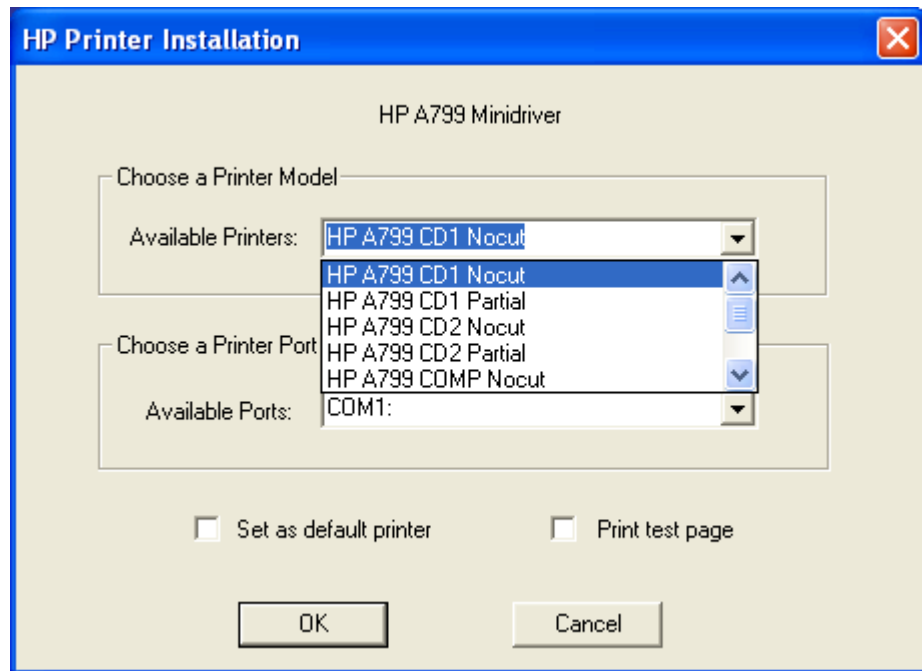 HP Printer Installation
HP A799 Minidriver
Choose a Printer Model
Available Printers: HP A799 CD1 Nocut
HP A799 CD1 Nocut
HP A799 CD1 Partial
HP A799 CD2 Nocut
HP A799 CD2 Partial
HP A799 COMP Nocut
Choose a Printer Port
Available Ports: COM1:
Set as default printer Print test page
OK Cancel